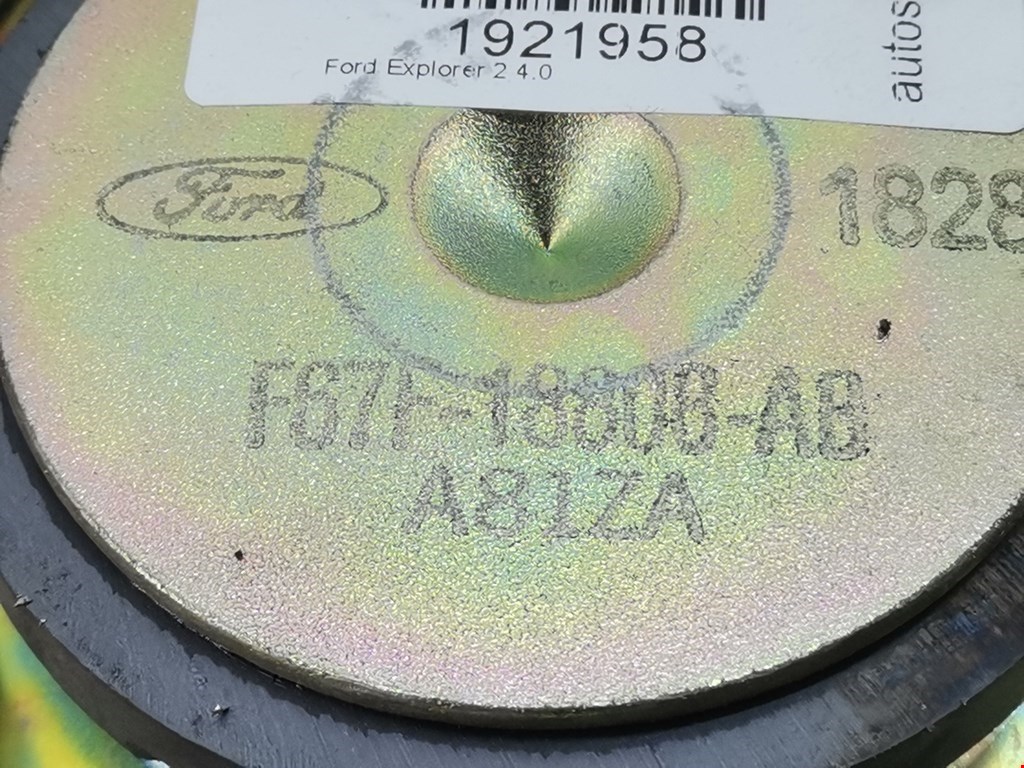 1921958
Ford Explorer 2 4.0
autos
Ford
1828
F67F-18808-AB
A81ZA